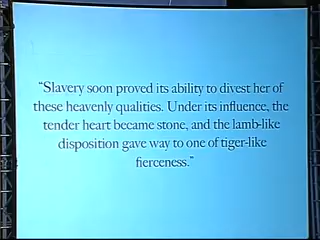 “Slavery soon proved its ability to divest her of
these heavenly qualities. Under its influence, the
tender heart became stone, and the lamb-like
disposition gave way to one of tiger-like
fierceness.”